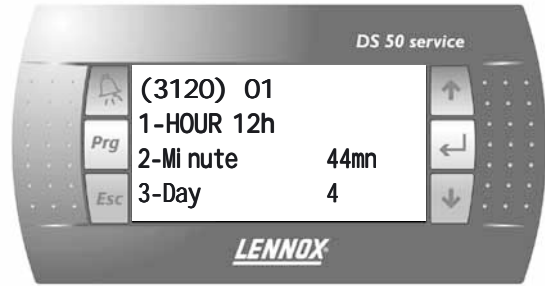 DS 50 service
(3120) 01
1-HOUR 12h
Prg
2-Minute 44mn
Esc
3-Day 4
LENNOX